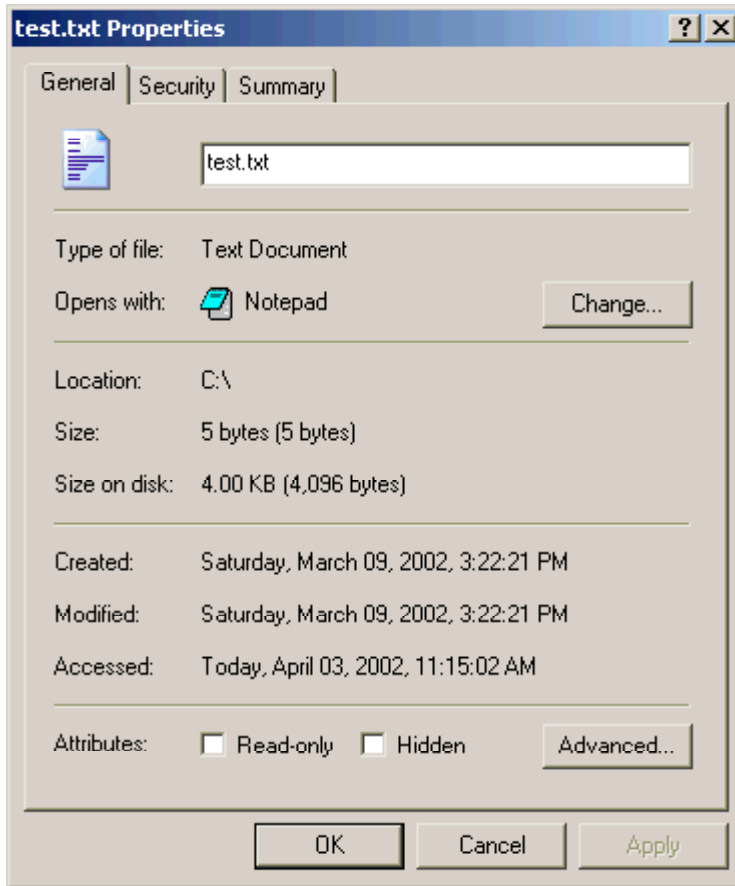 test.txt Properties
General Security Summary
test.txt
Type of file: Text Document
Opens with: Notepad Change...
Location: C:\
Size: 5 bytes (5 bytes)
Size on disk: 4.00 KB (4,096 bytes)
Created: Saturday, March 09, 2002, 3:22:21 PM
Modified: Saturday, March 09, 2002, 3:22:21 PM
Accessed: Today, April 03, 2002, 11:15:02 AM
Attributes: Read-only Hidden Advanced...
OK Cancel Apply